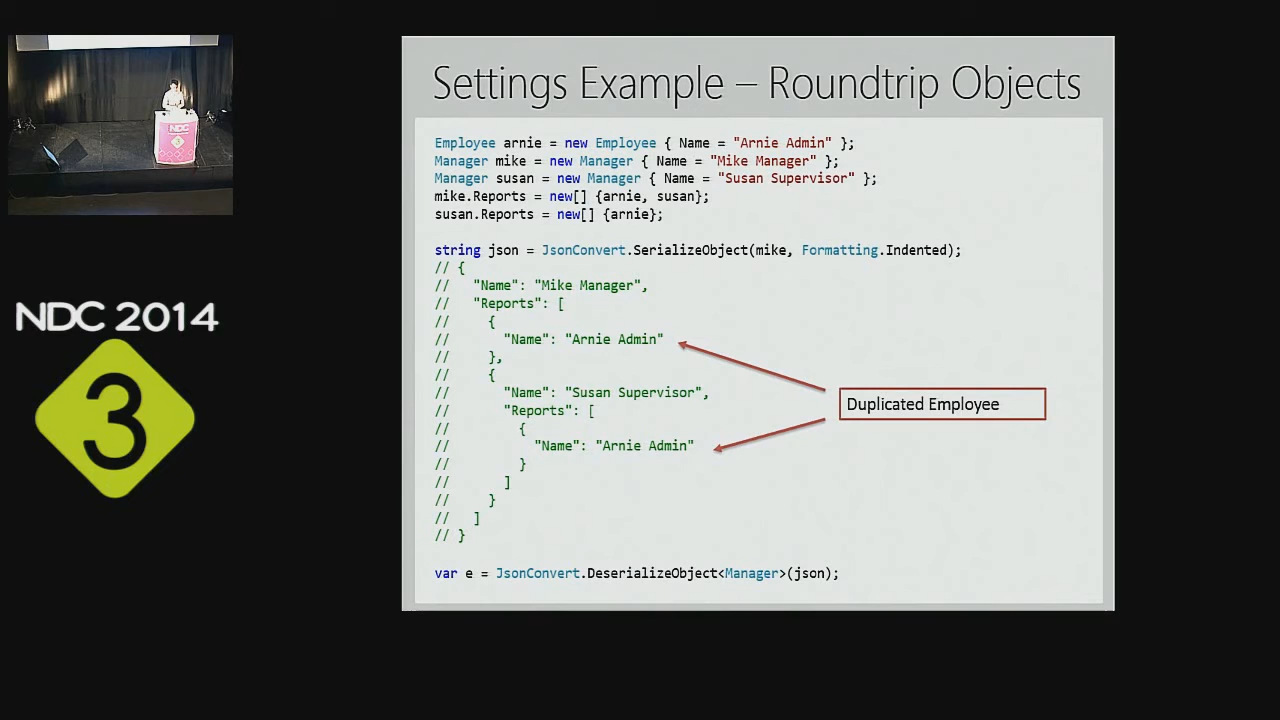 Settings Example – Roundtrip Objects
Employee arnie = new Employee { Name = "Arnie Admin" };
Manager mike = new Manager { Name = "Mike Manager" };
Manager susan = new Manager { Name = "Susan Supervisor" };
mike.Reports = new[] {arnie, susan};
susan.Reports = new[] {arnie};
string json = JsonConvert.SerializeObject(mike, Formatting.Indented);
// {
//   "Name": "Mike Manager",
//   "Reports": [
//     {
//       "Name": "Arnie Admin"
//     },
//     {
//       "Name": "Susan Supervisor",
//       "Reports": [
//         {
//           "Name": "Arnie Admin"
//         }
//       ]
//     }
//   ]
// }
var e = JsonConvert.DeserializeObject<Manager>(json);
Duplicated Employee
NDC
3
NDC 2014
3